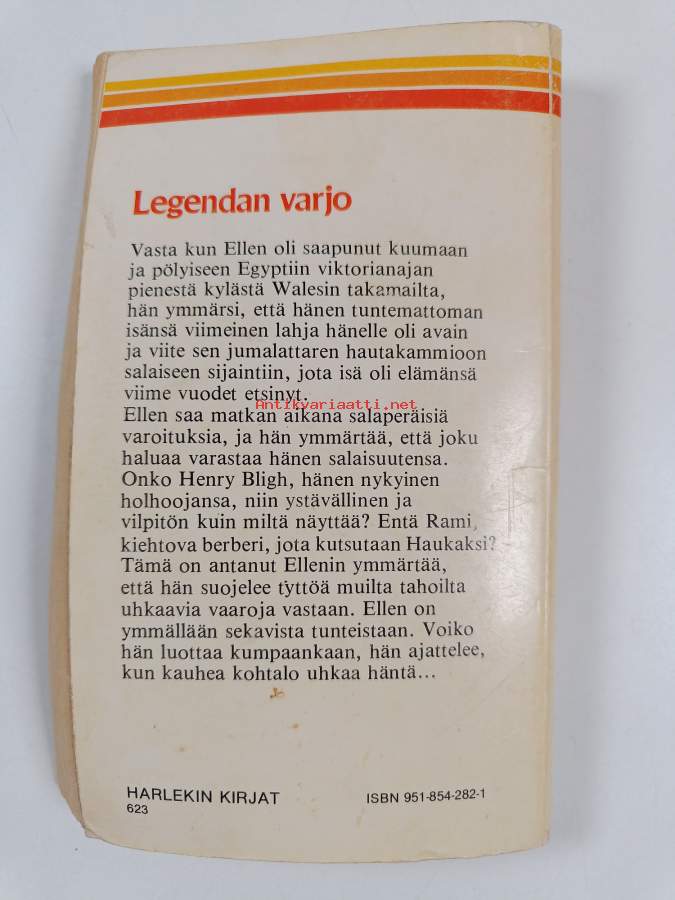 Legendan varjo
Vasta kun Ellen oli saapunut kuumaan
ja pölyiseen Egyptiin viktorianajan
pienestä kylästä Walesin takamailta,
hän ymmärsi, että hänen tuntemattoman
isänsä viimeinen lahja hänelle oli avain
ja viite sen jumalattaren hautakammioon
salaiseen sijaintiin, jota isä oli elämänsä
viime vuodet etsinyt.
Antikvariaatti.net
Ellen saa matkan aikana salaperäisiä
varoituksia, ja hän ymmärtää, että joku
haluaa varastaa hänen salaisuutensa.
Onko Henry Bligh, hänen nykyinen
holhoojansa, niin ystävällinen ja
vilpitön kuin miltä näyttää? Entä Rami,
kiehtova berberi, jota kutsutaan Haukaksi?
Tämä on antanut Ellenin ymmärtää,
että hän suojelee tyttöä muilta tahoilta
uhkaavia vaaroja vastaan. Ellen on
ymmällään sekavista tunteistaan. Voiko
hän luottaa kumpaankaan, hän ajattelee,
kun kauhea kohtalo uhkaa häntä...
HARLEKIN KIRJAT
623
ISBN 951-854-282-1